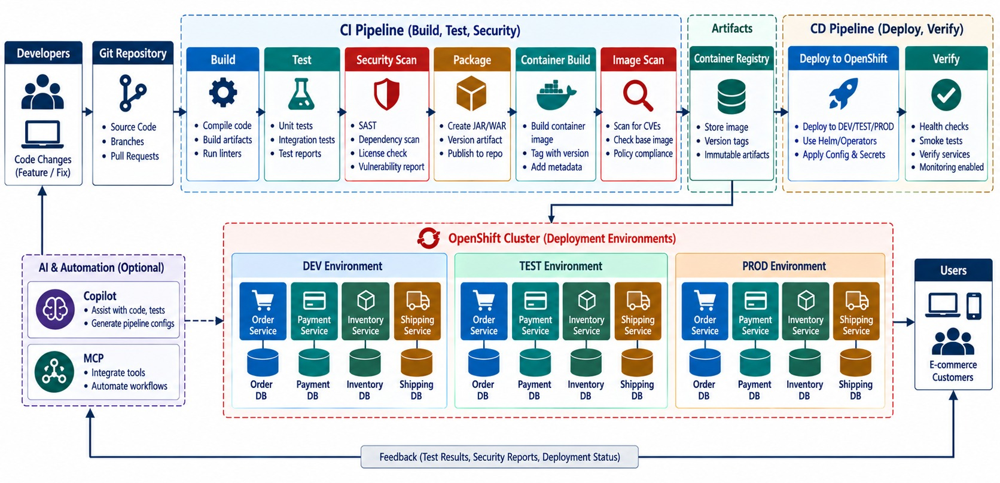 CI Pipeline (Build, Test, Security)
Artifacts
CD Pipeline (Deploy, Verify)
Developers
Code Changes
(Feature / Fix)
Git Repository
• Source Code
• Branches
• Pull Requests
Build
• Compile code
• Build artifacts
• Run linters
Test
• Unit tests
• Integration tests
• Test reports
Security Scan
• SAST
• Dependency scan
• License check
• Vulnerability report
Package
• Create JAR/WAR
• Version artifact
• Publish to repo
Container Build
• Build container
image
• Tag with version
• Add metadata
Image Scan
• Scan for CVEs
• Check base image
• Policy compliance
Container Registry
• Store image
• Version tags
• Immutable artifacts
Deploy to OpenShift
• Deploy to DEV/TEST/PROD
• Use Helm/Operators
• Apply Config & Secrets
Verify
• Health checks
• Smoke tests
• Verify services
• Monitoring enabled
AI & Automation (Optional)
Copilot
• Assist with code, tests
• Generate pipeline configs
MCP
• Integrate tools
• Automate workflows
OpenShift Cluster (Deployment Environments)
DEV Environment
Order
Service
Payment
Service
Inventory
Service
Shipping
Service
Order
DB
Payment
DB
Inventory
DB
Shipping
DB
TEST Environment
Order
Service
Payment
Service
Inventory
Service
Shipping
Service
Order
DB
Payment
DB
Inventory
DB
Shipping
DB
PROD Environment
Order
Service
Payment
Service
Inventory
Service
Shipping
Service
Order
DB
Payment
DB
Inventory
DB
Shipping
DB
Users
E-commerce
Customers
Feedback (Test Results, Security Reports, Deployment Status)